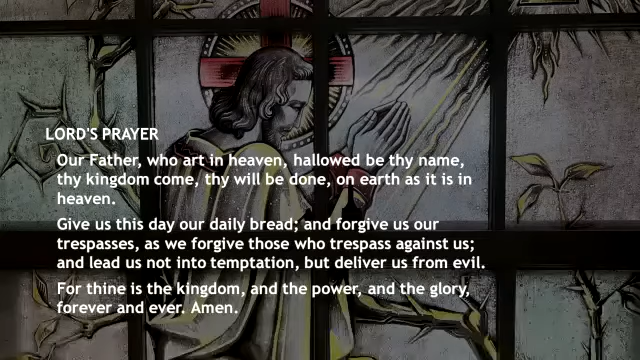 LORD'S PRAYER
Our Father, who art in heaven, hallowed be thy name,
thy kingdom come, thy will be done, on earth as it is in
heaven.
Give us this day our daily bread; and forgive us our
trespasses, as we forgive those who trespass against us;
and lead us not into temptation, but deliver us from evil.
For thine is the kingdom, and the power, and the glory,
forever and ever. Amen.